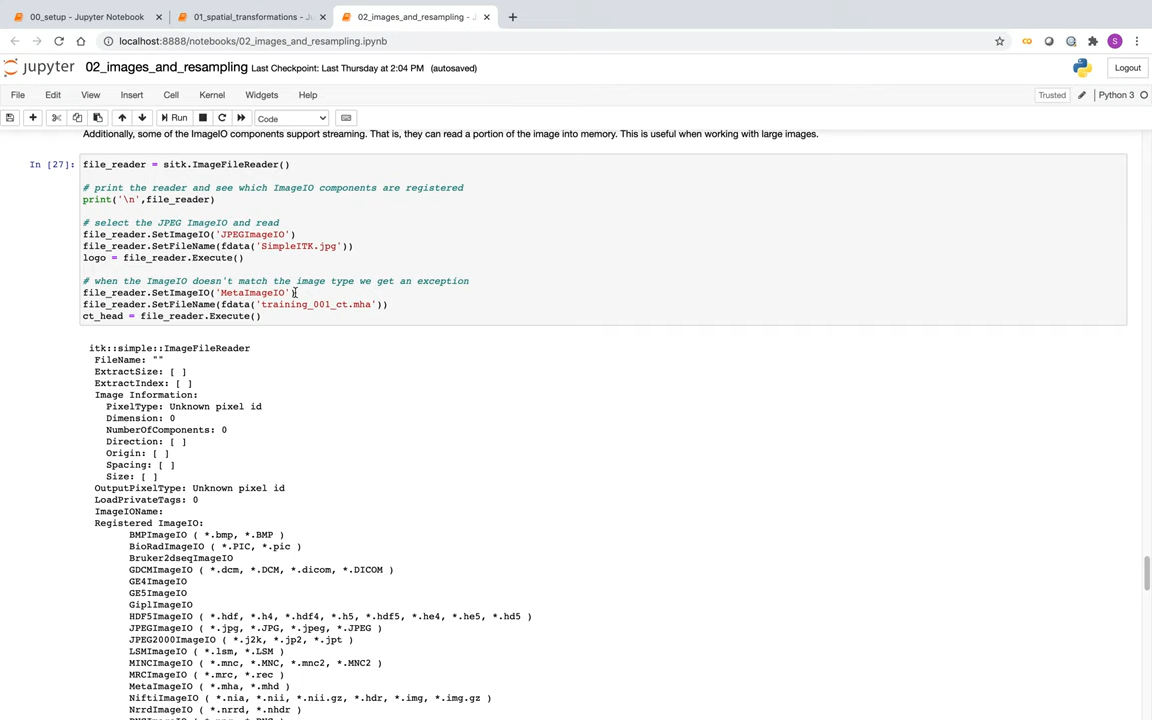 00_setup - Jupyter Notebook
01_spatial_transformations - Ju
02_images_and_resampling - J
localhost:8888/notebooks/02_images_and_resampling.ipynb
S
jupyter 02_images_and_resampling Last Checkpoint: Last Thursday at 2:04 PM (autosaved)
Logout
File Edit View Insert Cell Kernel Widgets Help
Trusted
Python 3
Run
Code
Additionally, some of the ImageIO components support streaming. That is, they can read a portion of the image into memory. This is useful when working with large images.
In [27]: file_reader = sitk.ImageFileReader()
# print the reader and see which ImageIO components are registered
print('\n',file_reader)
# select the JPEG ImageIO and read
file_reader.SetImageIO('JPEGImageIO')
file_reader.SetFileName(fdata('SimpleITK.jpg'))
logo = file_reader.Execute()
# when the ImageIO doesn't match the image type we get an exception
file_reader.SetImageIO('MetaImageIO')
file_reader.SetFileName(fdata('training_001_ct.mha'))
ct_head = file_reader.Execute()
itk::simple::ImageFileReader
FileName: ""
ExtractSize: [ ]
ExtractIndex: [ ]
Image Information:
PixelType: Unknown pixel id
Dimension: 0
NumberOfComponents: 0
Direction: [ ]
Origin: [ ]
Spacing: [ ]
Size: [ ]
OutputPixelType: Unknown pixel id
LoadPrivateTags: 0
ImageIOName:
Registered ImageIO:
BMPImageIO ( *.bmp, *.BMP )
BioRadImageIO ( *.PIC, *.pic )
Bruker2dseqImageIO
GDCMImageIO ( *.dcm, *.DCM, *.dicom, *.DICOM )
GE4ImageIO
GE5ImageIO
GiplImageIO
HDF5ImageIO ( *.hdf, *.h4, *.hdf4, *.h5, *.hdf5, *.he4, *.he5, *.hd5 )
JPEGImageIO ( *.jpg, *.JPG, *.jpeg, *.JPEG )
JPEG2000ImageIO ( *.j2k, *.jp2, *.jpt )
LSMImageIO ( *.lsm, *.LSM )
MINCImageIO ( *.mnc, *.MNC, *.mnc2, *.MNC2 )
MRCImageIO ( *.mrc, *.rec )
MetaImageIO ( *.mha, *.mhd )
NiftiImageIO ( *.nia, *.nii, *.nii.gz, *.hdr, *.img, *.img.gz )
NrrdImageIO ( *.nrrd, *.nhdr )